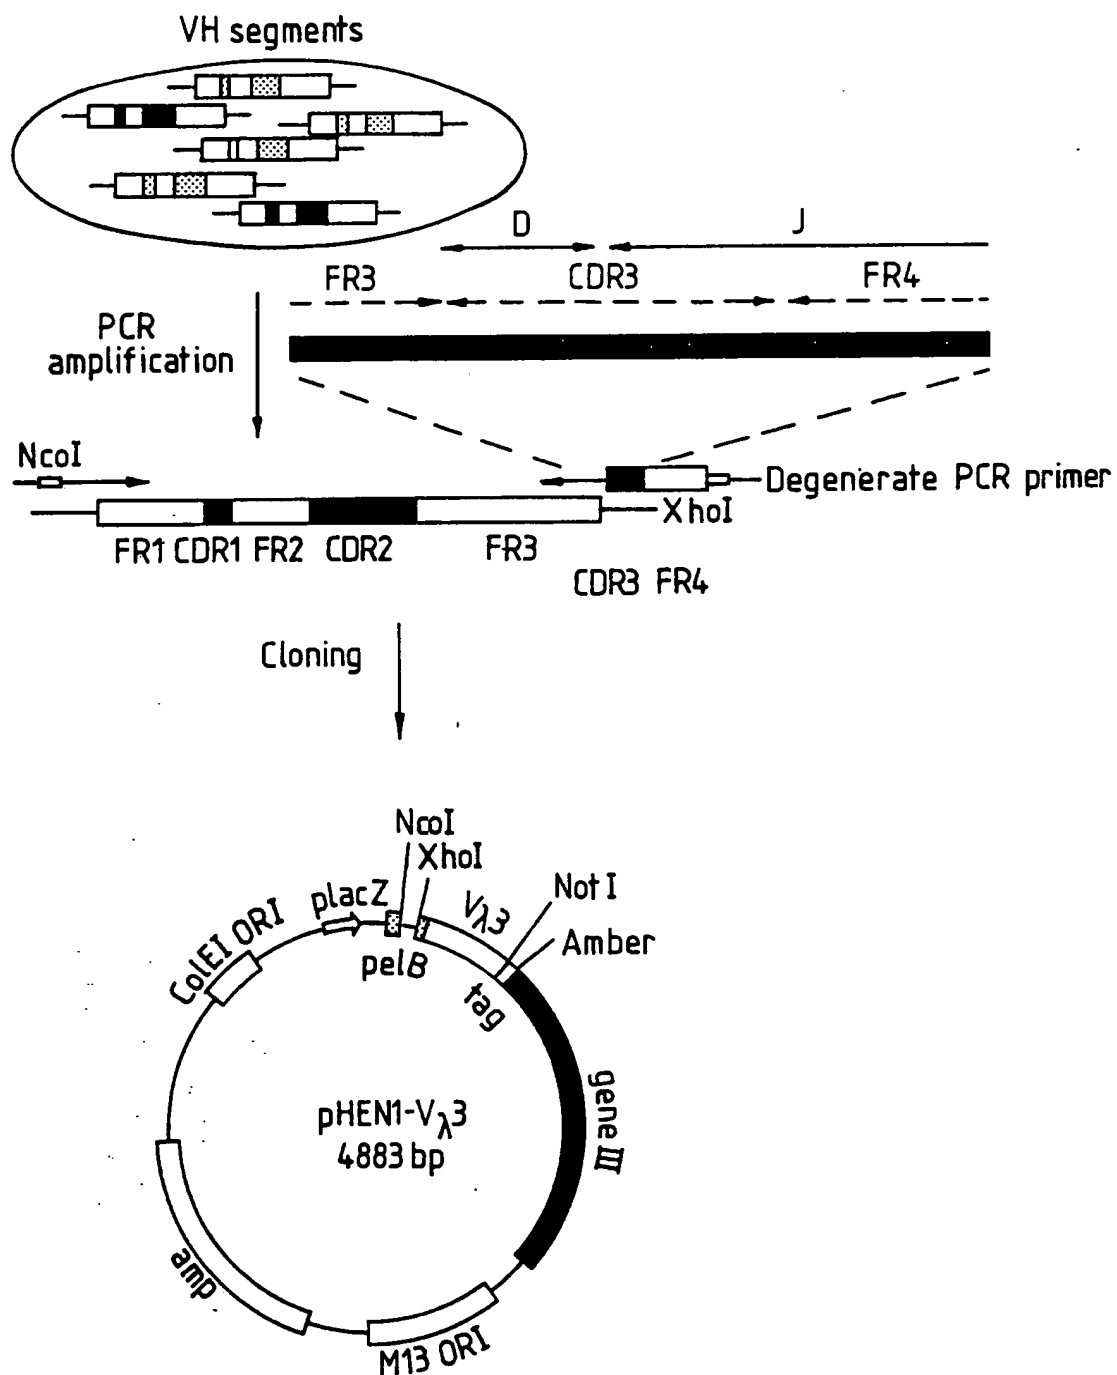 VH segments
D
J
FR3
CDR3
FR4
PCR
amplification
NcoI
Degenerate PCR primer
XhoI
FR1 CDR1 FR2 CDR2 FR3
CDR3 FR4
Cloning
NcoI
XhoI
Vλ3
NotI
Amber
placZ
pelB
tag
ColEI ORI
gene III
pHEN1-Vλ3
4883 bp
amp
M13 ORI